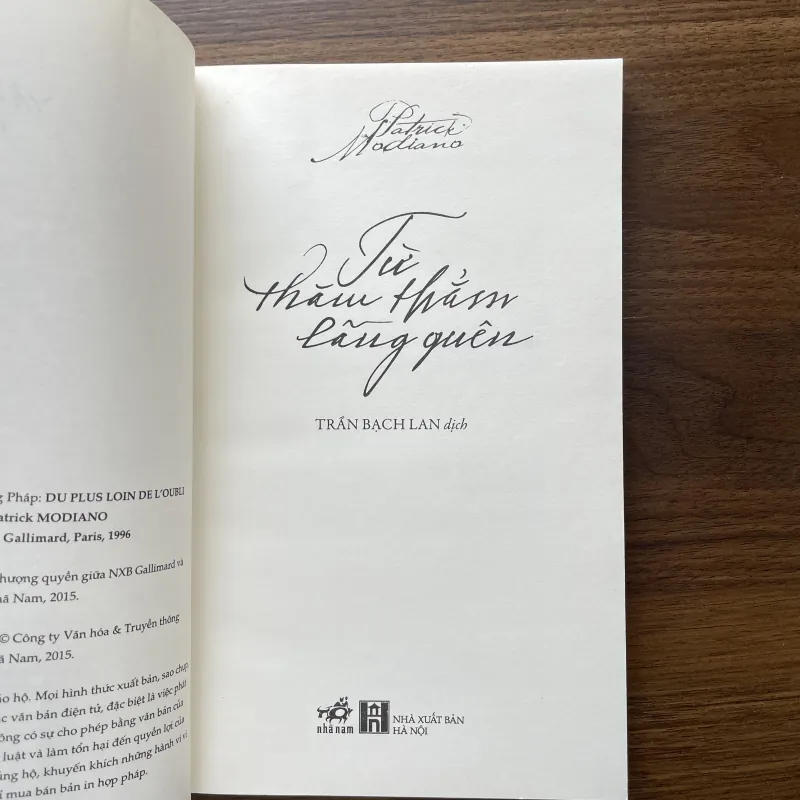 g Pháp: DU PLUS LOIN DE L'OUBLI
atrick MODIANO
Gallimard, Paris, 1996
hượng quyền giữa NXB Gallimard và
ã Nam, 2015.
© Công ty Văn hóa & Truyền thông
ã Nam, 2015.
ảo hộ. Mọi hình thức xuất bản, sao chụp,
ác văn bản điện tử, đặc biệt là việc phát
ông có sự cho phép bằng văn bản của
luật và làm tổn hại đến quyền lợi của
ủng hộ, khuyến khích những hành vi vi
ỉ mua bán bản in hợp pháp.
Patrick
Modiano
Từ
thăm thẳm
lãng quên
TRẦN BẠCH LAN dịch
nhã nam
NHÀ XUẤT BẢN
HÀ NỘI